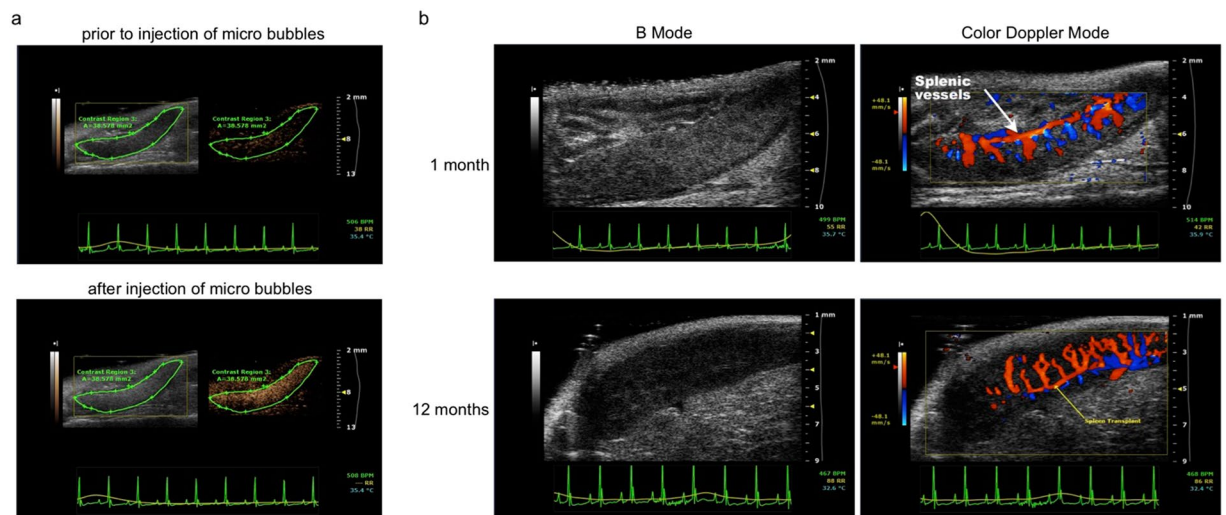 a
prior to injection of micro bubbles
Contrast Region 3:
A=38.578 mm2
Contrast Region 3:
A=38.578 mm2
2 mm
8
13
506 BPM
38 RR
35.4 °C
after injection of micro bubbles
Contrast Region 3:
A=38.578 mm2
Contrast Region 3:
A=38.578 mm2
2 mm
8
13
508 BPM
--- RR
35.4 °C
b
B Mode
Color Doppler Mode
1 month
2 mm
4
6
8
10
499 BPM
55 RR
35.7 °C
+48.1
mm/s
-48.1
mm/s
Splenic
vessels
2 mm
4
6
8
10
514 BPM
42 RR
35.9 °C
12 months
1 mm
3
5
7
9
467 BPM
88 RR
32.6 °C
+48.1
mm/s
-48.1
mm/s
Spleen Transplant
1 mm
3
5
7
9
468 BPM
86 RR
32.4 °C